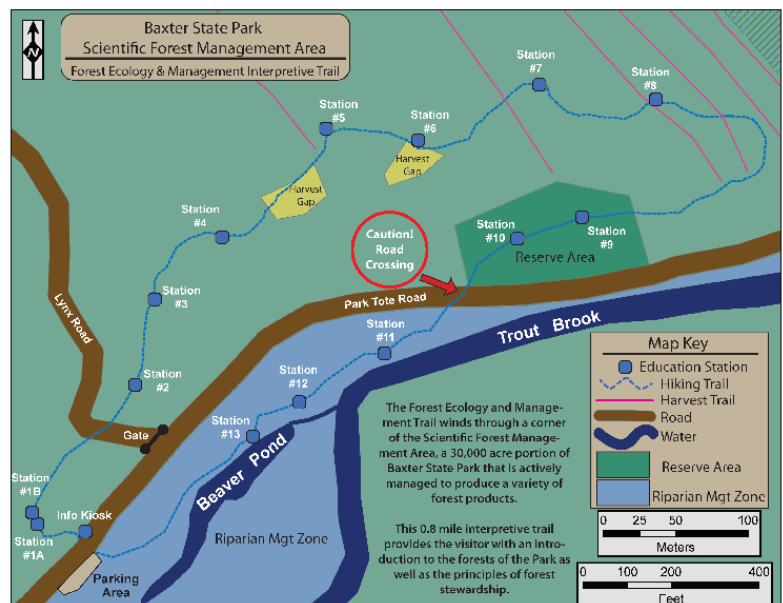 Baxter State Park
Scientific Forest Management Area
Forest Ecology & Management Interpretive Trail
N
Station
#7
Station
#8
Station
#5
Station
#6
Harvest
Gap
Harvest
Gap
Station
#4
Caution!
Road
Crossing
Station
#10
Station
#9
Reserve Area
Lynx Road
Station
#3
Park Tote Road
Station
#11
Trout Brook
Station
#2
Station
#12
Gate
Station
#13
Beaver Pond
Station
#1B
Info Kiosk
Station
#1A
Parking
Area
Riparian Mgt Zone
The Forest Ecology and Manage-
ment Trail winds through a corner
of the Scientific Forest Manage-
ment Area, a 30,000 acre portion of
Baxter State Park that is actively
managed to produce a variety of
forest products.
This 0.8 mile interpretive trail
provides the visitor with an intro-
duction to the forests of the Park as
well as the principles of forest
stewardship.
Map Key
Education Station
Hiking Trail
Harvest Trail
Road
Water
Reserve Area
Riparian Mgt Zone
0 25 50 100
Meters
0 100 200 400
Feet